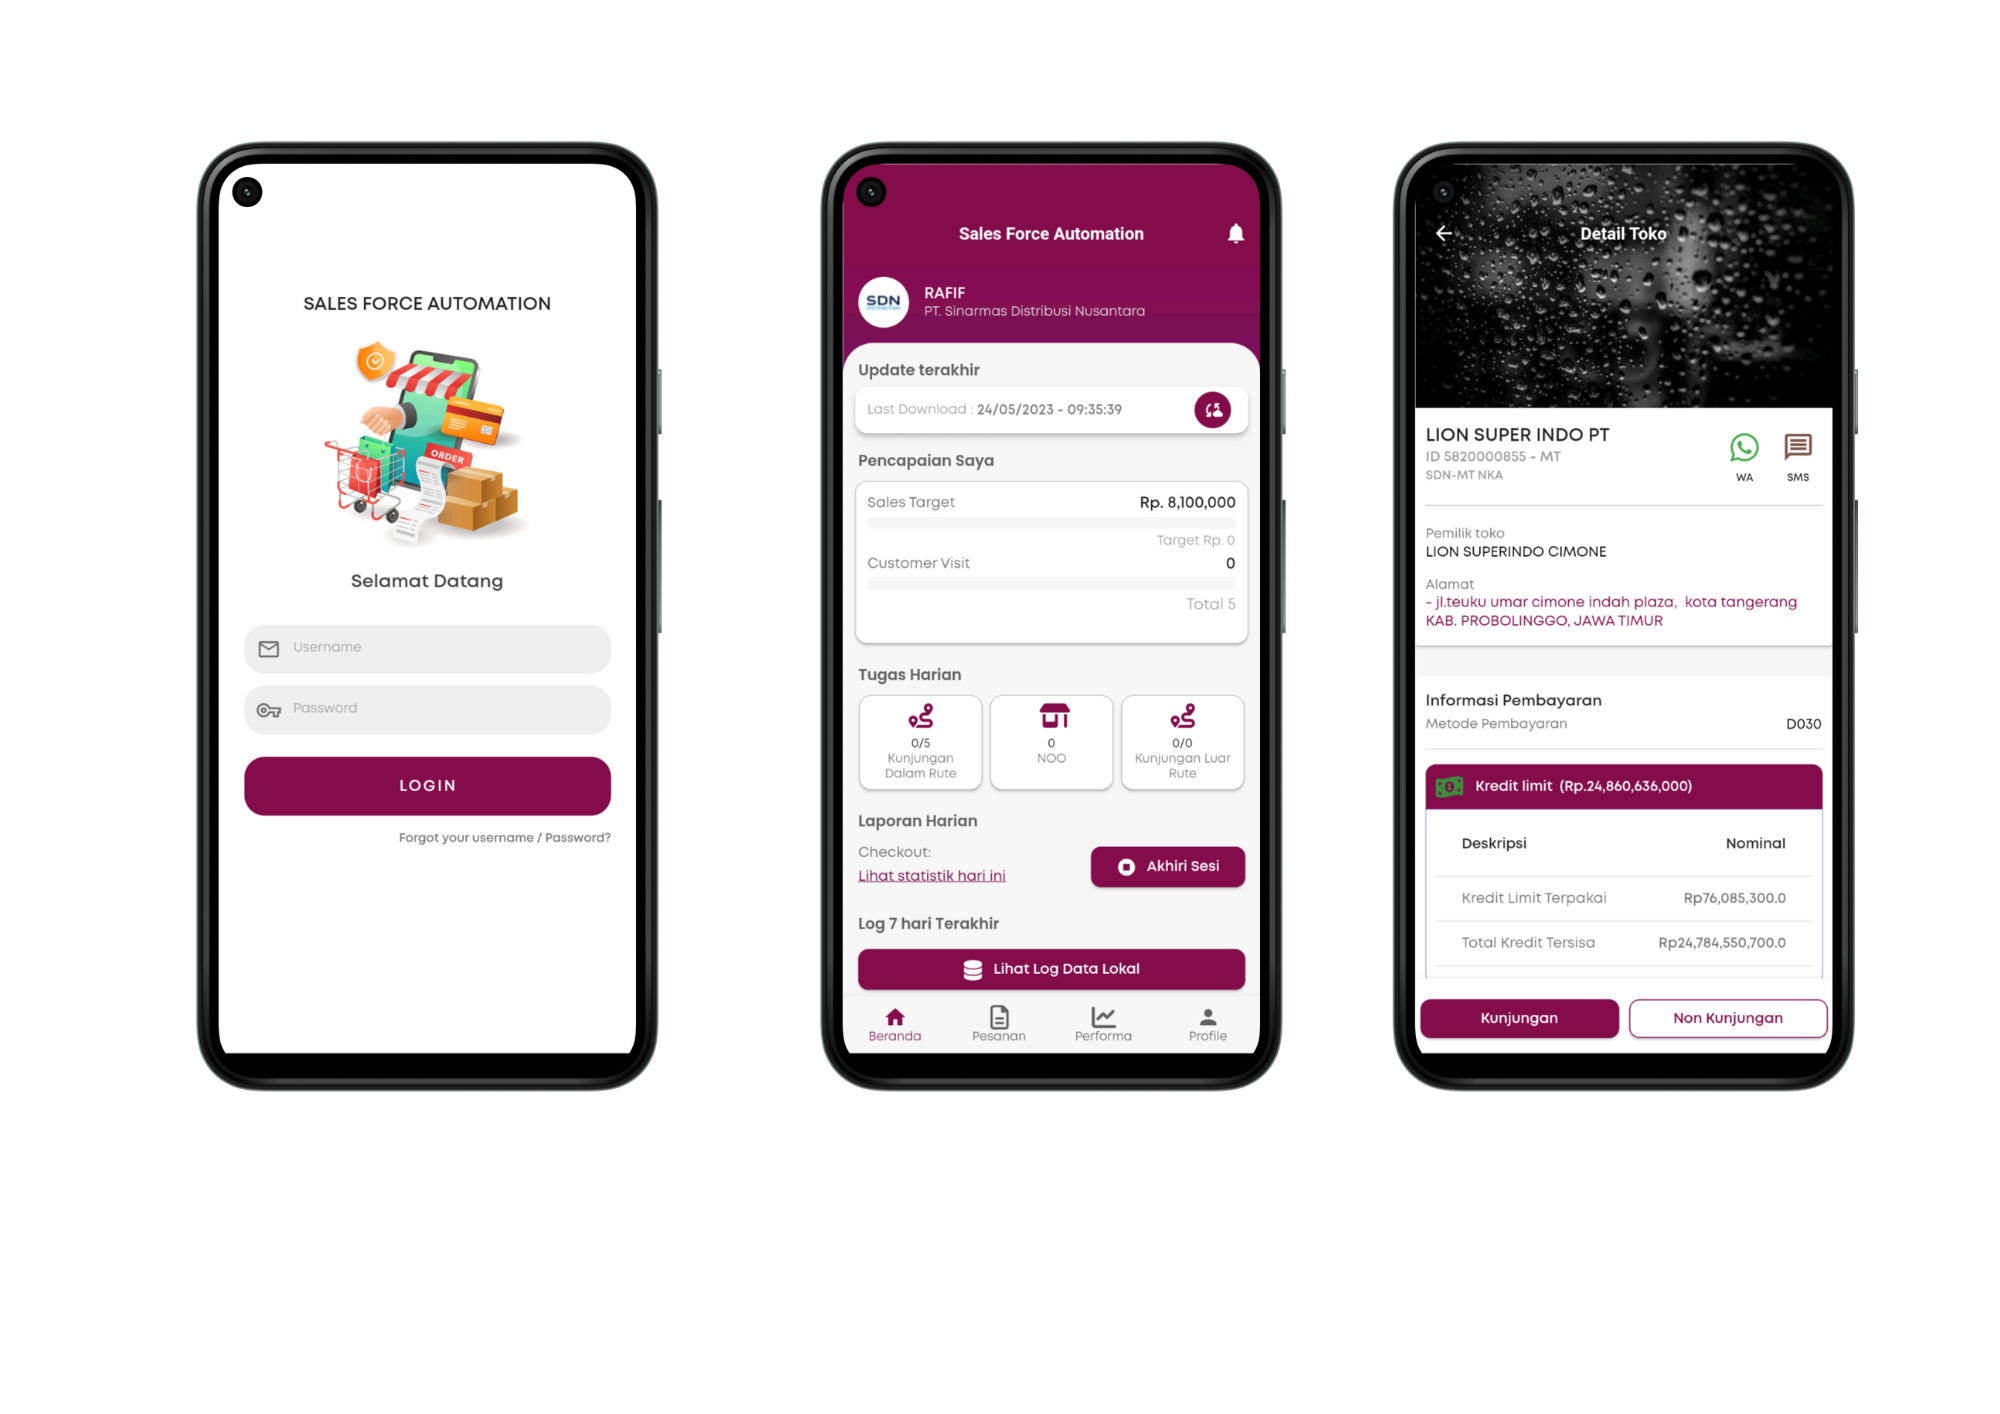 SALES FORCE AUTOMATION
ORDER
Selamat Datang
Username
Password
LOGIN
Forgot your username / Password?
Sales Force Automation
SDN
RAFIF
PT. Sinarmas Distribusi Nusantara
Update terakhir
Last Download : 24/05/2023 - 09:35:39
Pencapaian Saya
Sales Target Rp. 8,100,000
Target Rp. 0
Customer Visit 0
Total 5
Tugas Harian
0/5
Kunjungan
Dalam Rute
0
NOO
0/0
Kunjungan Luar
Rute
Laporan Harian
Checkout:
Lihat statistik hari ini
Akhiri Sesi
Log 7 hari Terakhir
Lihat Log Data Lokal
Beranda Pesanan Performa Profile
Detail Toko
LION SUPER INDO PT
ID 5820000855 - MT
SDN-MT NKA
WA SMS
Pemilik toko
LION SUPERINDO CIMONE
Alamat
- jl.teuku umar cimone indah plaza, kota tangerang
KAB. PROBOLINGGO, JAWA TIMUR
Informasi Pembayaran
Metode Pembayaran D030
Kredit limit (Rp.24,860,636,000)
Deskripsi Nominal
Kredit Limit Terpakai Rp76,085,300.0
Total Kredit Tersisa Rp24,784,550,700.0
Kunjungan Non Kunjungan